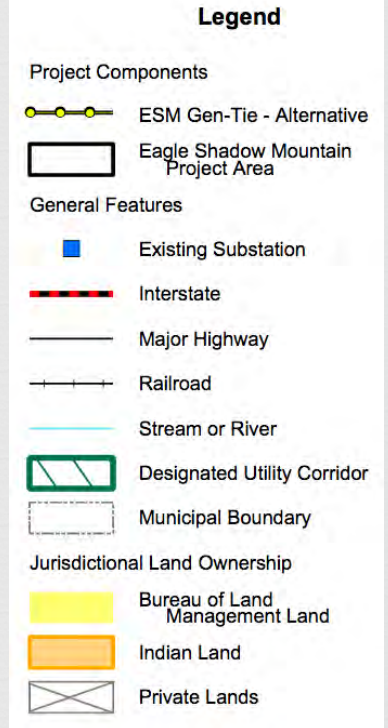 Legend
Project Components
ESM Gen-Tie - Alternative
Eagle Shadow Mountain
Project Area
General Features
Existing Substation
Interstate
Major Highway
Railroad
Stream or River
Designated Utility Corridor
Municipal Boundary
Jurisdictional Land Ownership
Bureau of Land
Management Land
Indian Land
Private Lands